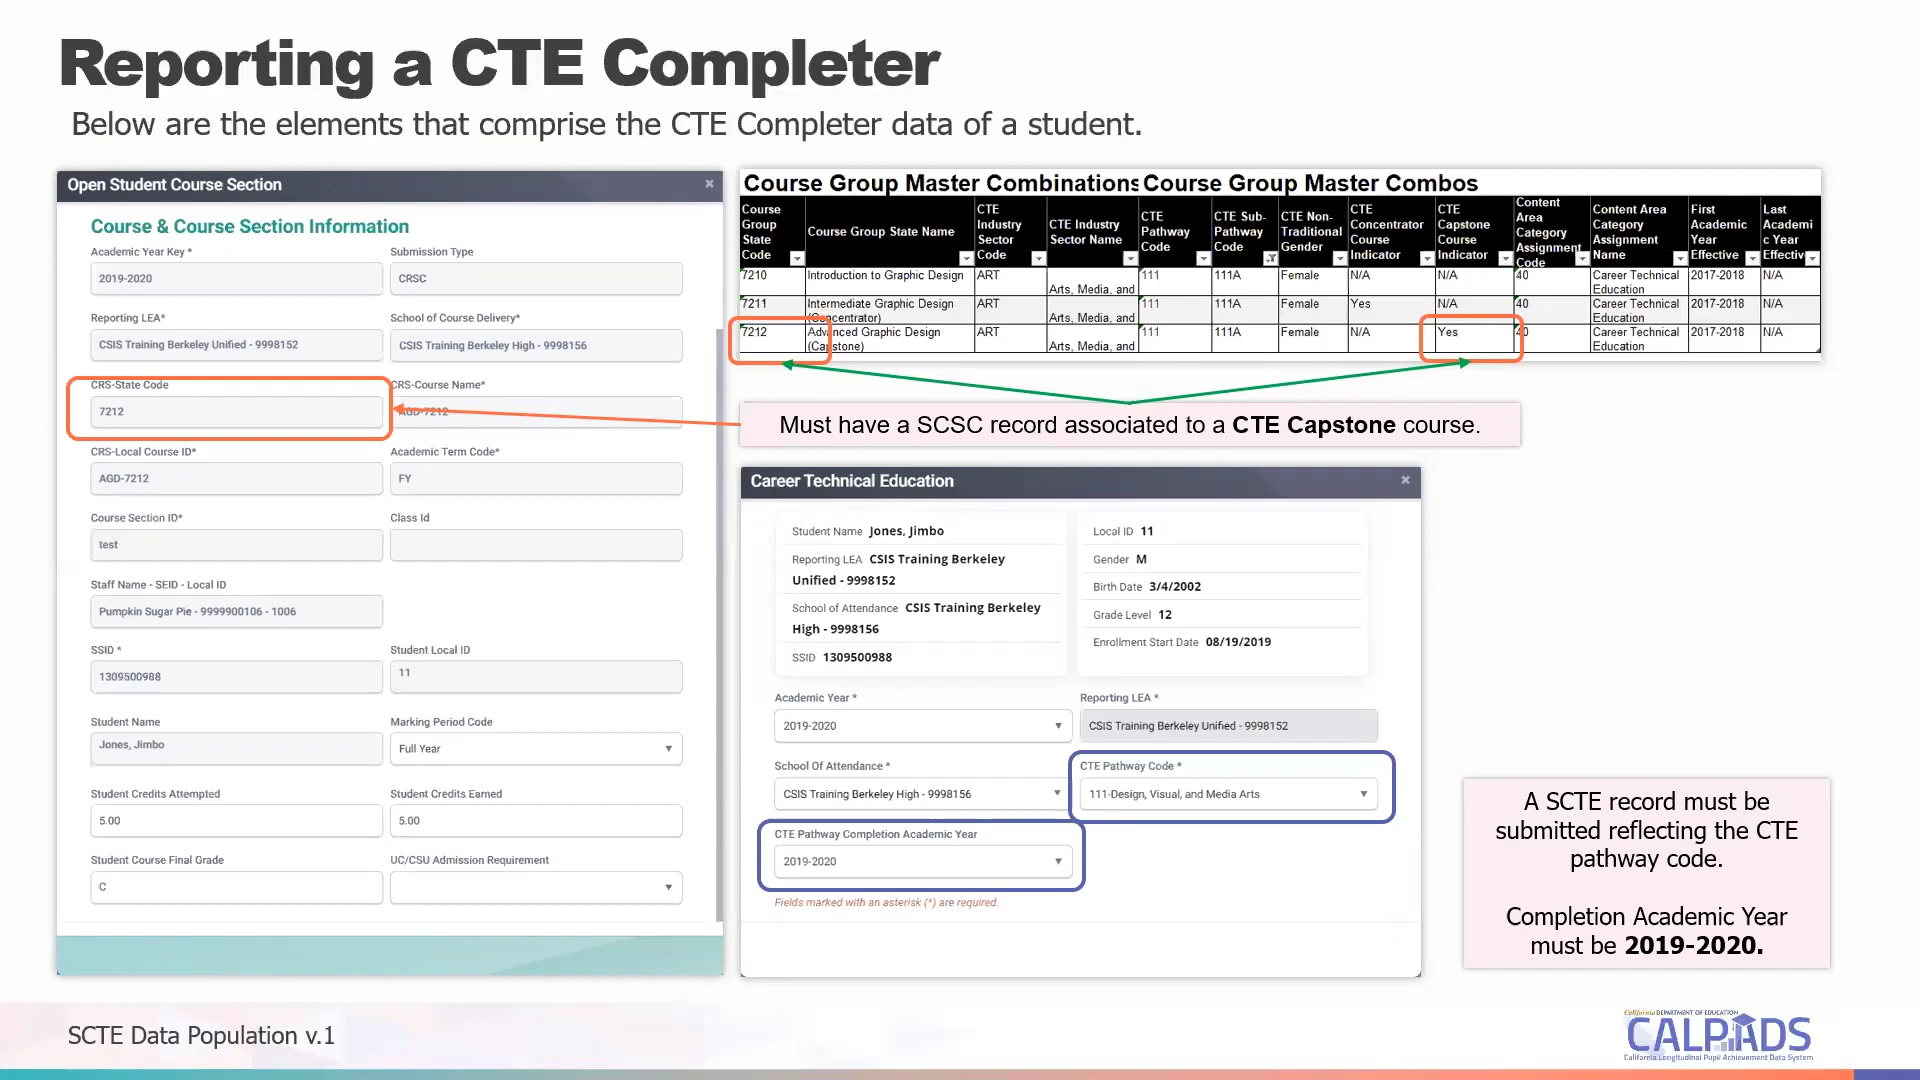 Reporting a CTE Completer
Below are the elements that comprise the CTE Completer data of a student.
Open Student Course Section
Course & Course Section Information
Academic Year Key *
Submission Type
2019-2020
CRSC
Reporting LEA*
School of Course Delivery*
CSIS Training Berkeley Unified - 9998152
CSIS Training Berkeley High - 9998156
CRS-State Code
CRS-Course Name*
7212
AGD-7212
CRS-Local Course ID*
Academic Term Code*
AGD-7212
FY
Course Section ID*
Class Id
test
Staff Name - SEID - Local ID
Pumpkin Sugar Pie - 9999900106 - 1006
SSID *
Student Local ID
1309500988
11
Student Name
Marking Period Code
Jones, Jimbo
Full Year
Student Credits Attempted
Student Credits Earned
5.00
5.00
Student Course Final Grade
UC/CSU Admission Requirement
C
Course Group Master Combinations
Course Group Master Combos
Course Group State Code
Course Group State Name
CTE Industry Sector Code
CTE Industry Sector Name
CTE Pathway Code
CTE Sub-Pathway Code
CTE Non-Traditional Gender
CTE Concentrator Course Indicator
CTE Capstone Course Indicator
Content Area Category Assignment Code
Content Area Category Assignment Name
First Academic Year Effective
Last Academi c Year Effectiv
7210 Introduction to Graphic Design ART Arts, Media, and 111 111A Female N/A N/A 40 Career Technical Education 2017-2018 N/A
7211 Intermediate Graphic Design (Concentrator) ART Arts, Media, and 111 111A Female Yes N/A 40 Career Technical Education 2017-2018 N/A
7212 Advanced Graphic Design (Capstone) ART Arts, Media, and 111 111A Female N/A Yes 40 Career Technical Education 2017-2018 N/A
Must have a SCSC record associated to a CTE Capstone course.
Career Technical Education
Student Name Jones, Jimbo
Reporting LEA CSIS Training Berkeley
Unified - 9998152
School of Attendance CSIS Training Berkeley
High - 9998156
SSID 1309500988
Local ID 11
Gender M
Birth Date 3/4/2002
Grade Level 12
Enrollment Start Date 08/19/2019
Academic Year *
Reporting LEA *
2019-2020
CSIS Training Berkeley Unified - 9998152
School Of Attendance *
CTE Pathway Code *
CSIS Training Berkeley High - 9998156
111-Design, Visual, and Media Arts
CTE Pathway Completion Academic Year
2019-2020
Fields marked with an asterisk (*) are required.
A SCTE record must be
submitted reflecting the CTE
pathway code.
Completion Academic Year
must be 2019-2020.
SCTE Data Population v.1
California DEPARTMENT OF EDUCATION
CALPADS
California Longitudinal Pupil Achievement Data System